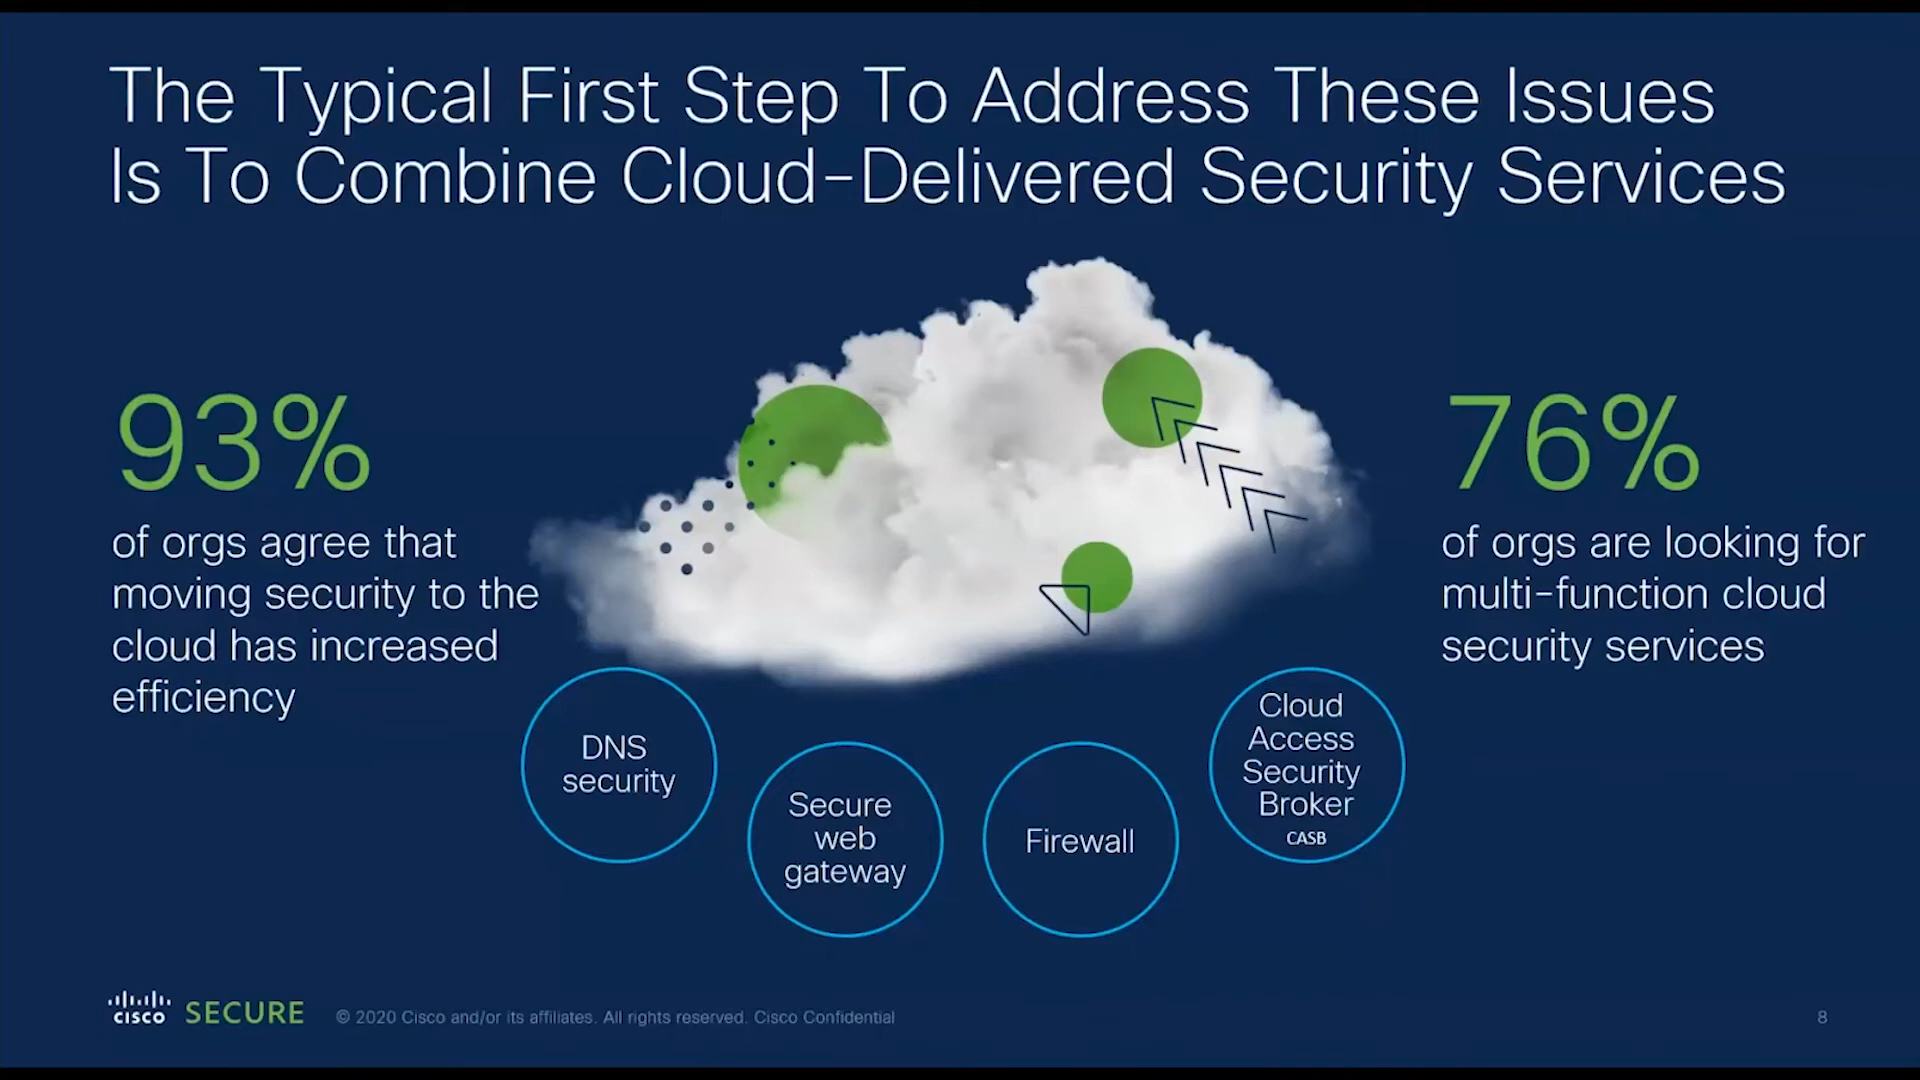 The Typical First Step To Address These Issues
Is To Combine Cloud-Delivered Security Services
93%
of orgs agree that
moving security to the
cloud has increased
efficiency
76%
of orgs are looking for
multi-function cloud
security services
DNS
security
Secure
web
gateway
Firewall
Cloud
Access
Security
Broker
CASB
CISCO SECURE © 2020 Cisco and/or its affiliates. All rights reserved. Cisco Confidential 8